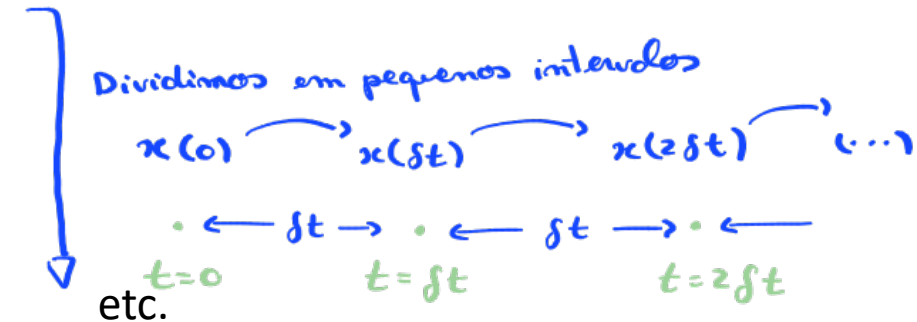 Dividimos em pequenos intervalos
x(0) x(δt) x(2δt) (...)
δt δt
t=0 t=δt t=2δt
etc.